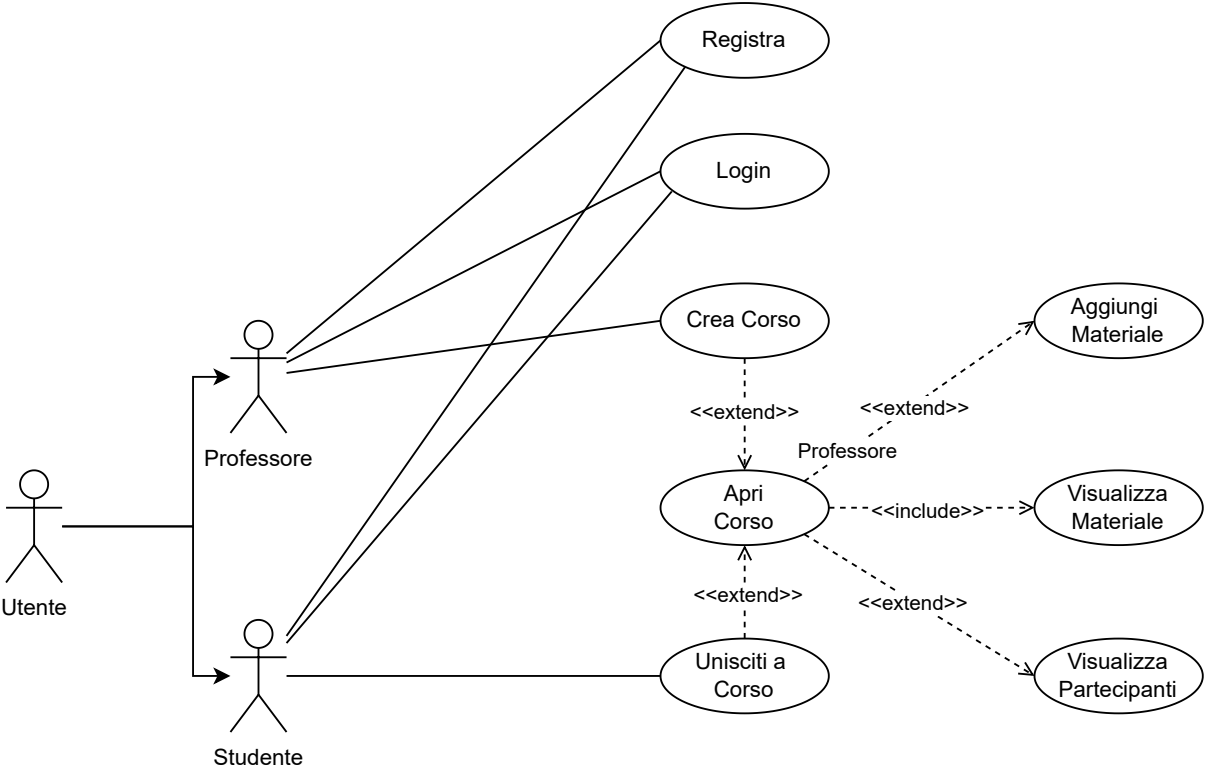 Registra
Login
Crea Corso
Aggiungi
Materiale
<<extend>>
<<extend>>
Professore
Professore
Utente
Apri
Corso
<<include>>
Visualizza
Materiale
<<extend>>
<<extend>>
Unisciti a
Corso
Visualizza
Partecipanti
Studente